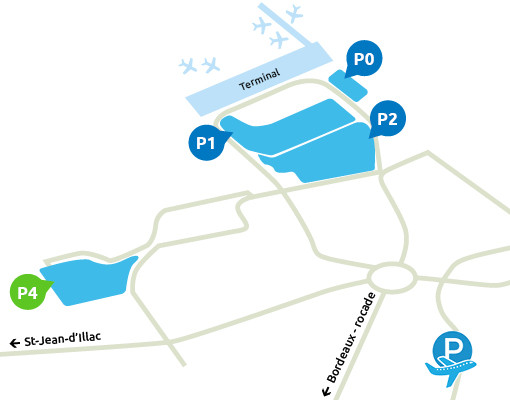 Terminal
P0
P2
P1
P4
← St-Jean-d'Illac
← Bordeaux - rocade
P